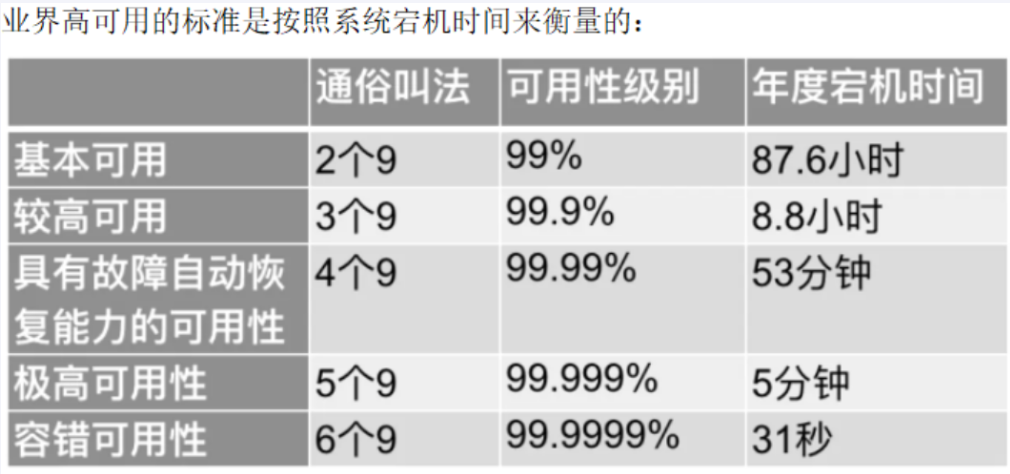 业界高可用的标准是按照系统宕机时间来衡量的：
通俗叫法 可用性级别 年度宕机时间
基本可用 2个9 99% 87.6小时
较高可用 3个9 99.9% 8.8小时
具有故障自动恢 4个9 99.99% 53分钟
复能力的可用性
极高可用性 5个9 99.999% 5分钟
容错可用性 6个9 99.9999% 31秒